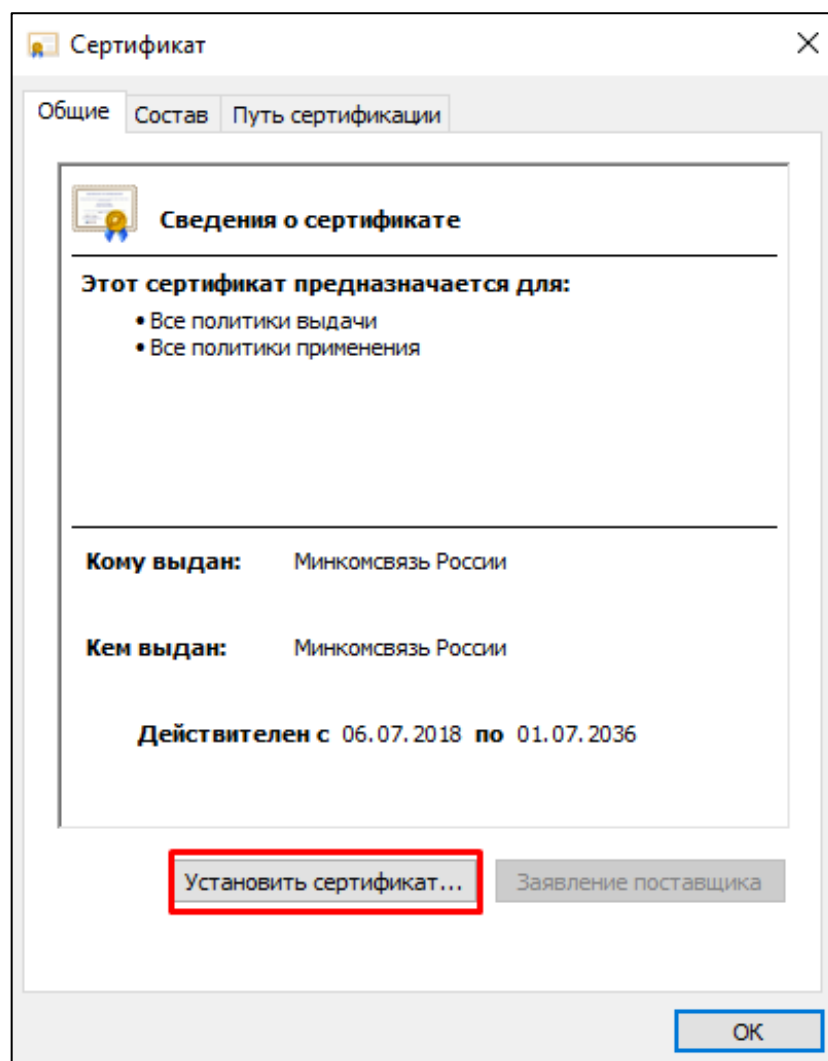 Сертификат
Общие Состав Путь сертификации
Сведения о сертификате
Этот сертификат предназначается для:
• Все политики выдачи
• Все политики применения
Кому выдан: Минкомсвязь России
Кем выдан: Минкомсвязь России
Действителен с 06.07.2018 по 01.07.2036
Установить сертификат... Заявление поставщика
ОК